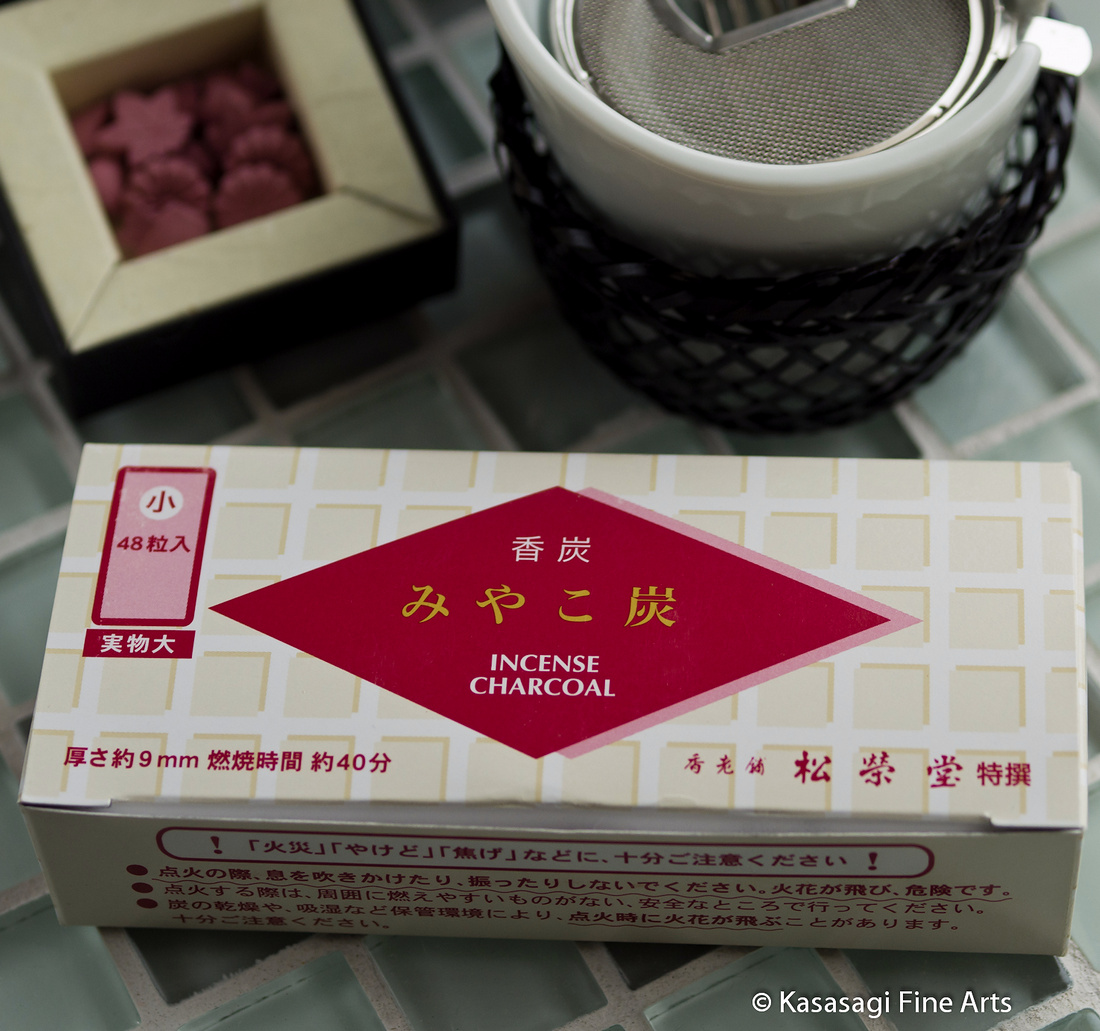 小
48粒入
実物大
香炭
みやこ炭
INCENSE
CHARCOAL
厚さ約9mm 燃焼時間 約40分
香老舗 松榮堂 特撰
! 「火災」「やけど」「焦げ」などに、十分ご注意ください !
●点火の際、息を吹きかけたり、振ったりしないでください。火花が飛び、危険です。
●点火する際は、周囲に燃えやすいものがない、安全なところで行ってください。
●炭の乾燥や、吸湿など保管環境により、点火時に火花が飛ぶことがあります。
十分ご注意ください。
© Kasasagi Fine Arts